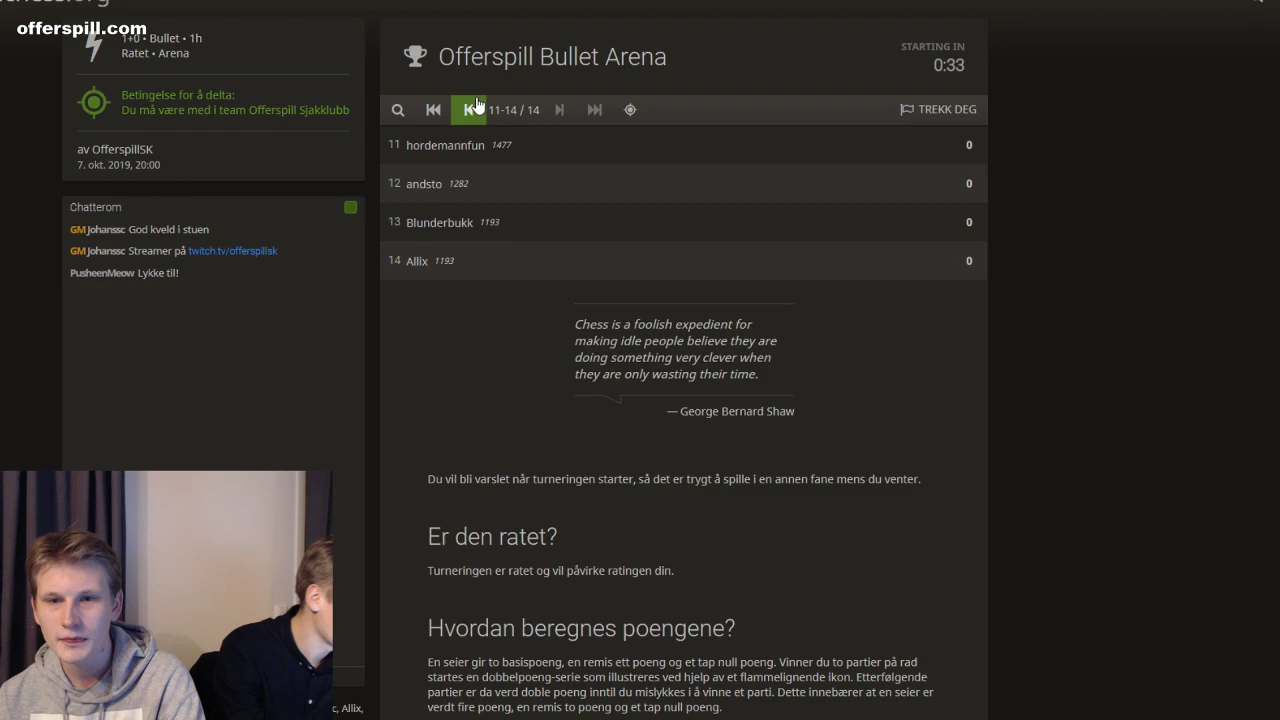 offerspill.com
1+0 • Bullet • 1h
Ratet • Arena
Betingelse for å delta:
Du må være med i team Offerspill Sjakklubb
av OfferspillSK
7. okt. 2019, 20:00
Chatterom
GM Johanssc God kveld i stuen
GM Johanssc Streamer på twitch.tv/offerspillsk
PusheenMeow Lykke til!
c, Allix,
Offerspill Bullet Arena
STARTING IN
0:33
11-14 / 14
TREKK DEG
11 hordemannfun 1477 0
12 andsto 1282 0
13 Blunderbukk 1193 0
14 Allix 1193 0
Chess is a foolish expedient for
making idle people believe they are
doing something very clever when
they are only wasting their time.
— George Bernard Shaw
Du vil bli varslet når turneringen starter, så det er trygt å spille i en annen fane mens du venter.
Er den ratet?
Turneringen er ratet og vil påvirke ratingen din.
Hvordan beregnes poengene?
En seier gir to basispoeng, en remis ett poeng og et tap null poeng. Vinner du to partier på rad
startes en dobbelpoeng-serie som illustreres ved hjelp av et flammelignende ikon. Etterfølgende
partier er da verd doble poeng inntil du mislykkes i å vinne et parti. Dette innebærer at en seier er
verdt fire poeng, en remis to poeng og et tap null poeng.